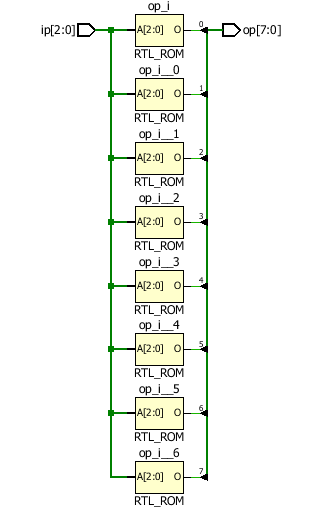 op_i
ip[2:0] A[2:0] O 0 op[7:0]
RTL_ROM
op_i__0
A[2:0] O 1
RTL_ROM
op_i__1
A[2:0] O 2
RTL_ROM
op_i__2
A[2:0] O 3
RTL_ROM
op_i__3
A[2:0] O 4
RTL_ROM
op_i__4
A[2:0] O 5
RTL_ROM
op_i__5
A[2:0] O 6
RTL_ROM
op_i__6
A[2:0] O 7
RTL_ROM